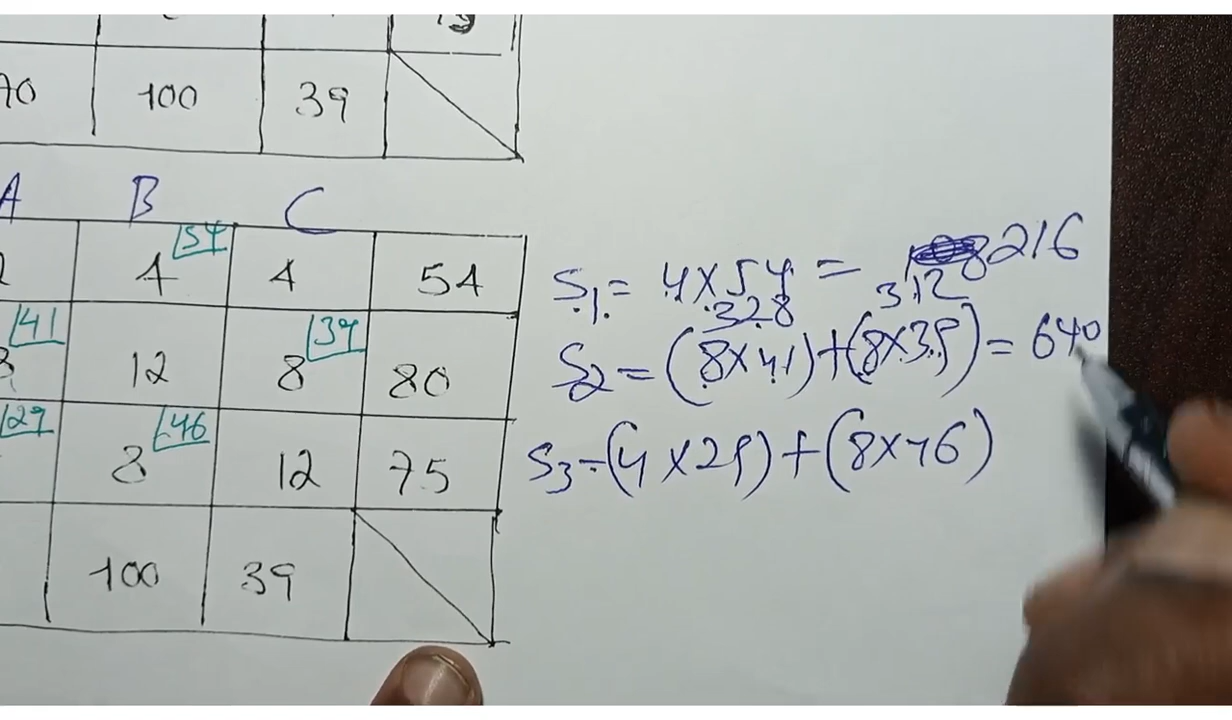 70 100 39
A B C
4 54 4 54
41 12 8 39 80
29 8 46 12 75
100 39
S1= 4×54 = 216
328 312
S2= (8×41)+(8×39)= 640
S3=(4×29)+(8×46)